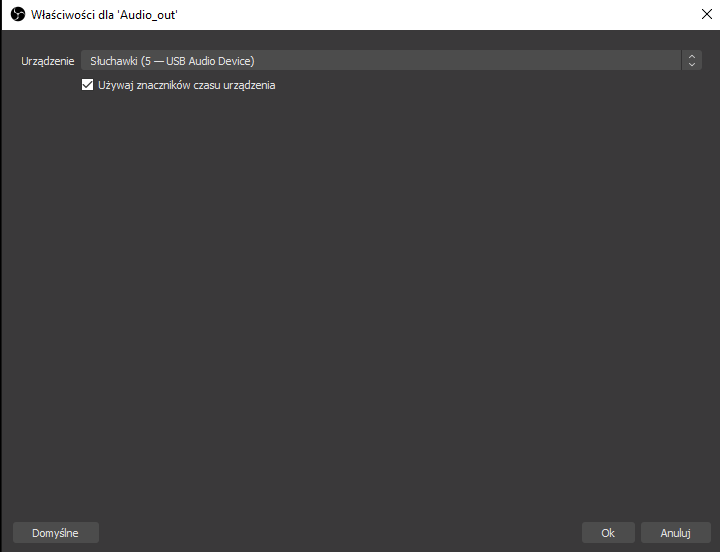 Właściwości dla 'Audio_out'
Urządzenie Słuchawki (5 — USB Audio Device)
Używaj znaczników czasu urządzenia
Domyślne Ok Anuluj